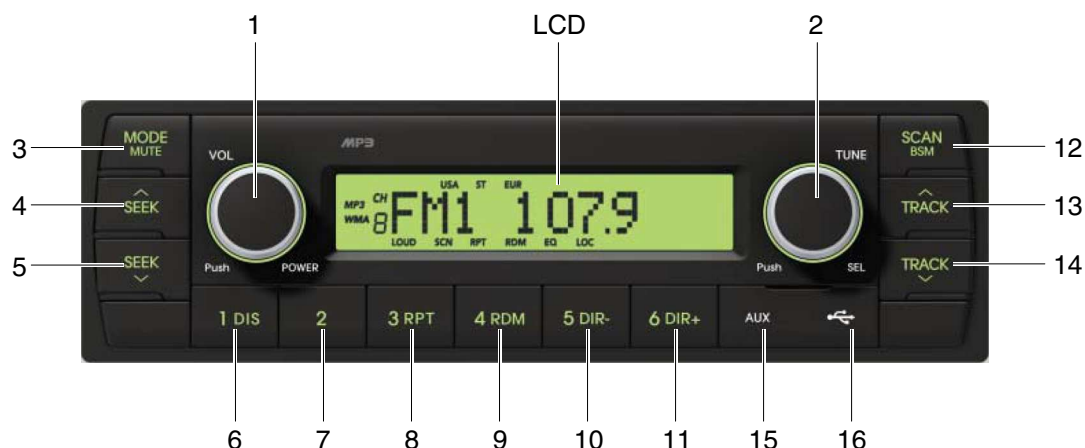 1 LCD 2
3 MODE MUTE
VOL
MP3
TUNE
SCAN BSM 12
4 SEEK
USA ST EUR
MP3 WMA CH 8 FM1 107.9
LOUD SCN RPT RDM EQ LOC
TRACK 13
5 SEEK
Push POWER
Push SEL
TRACK 14
1 DIS 2 3 RPT 4 RDM 5 DIR- 6 DIR+ AUX
6 7 8 9 10 11 15 16